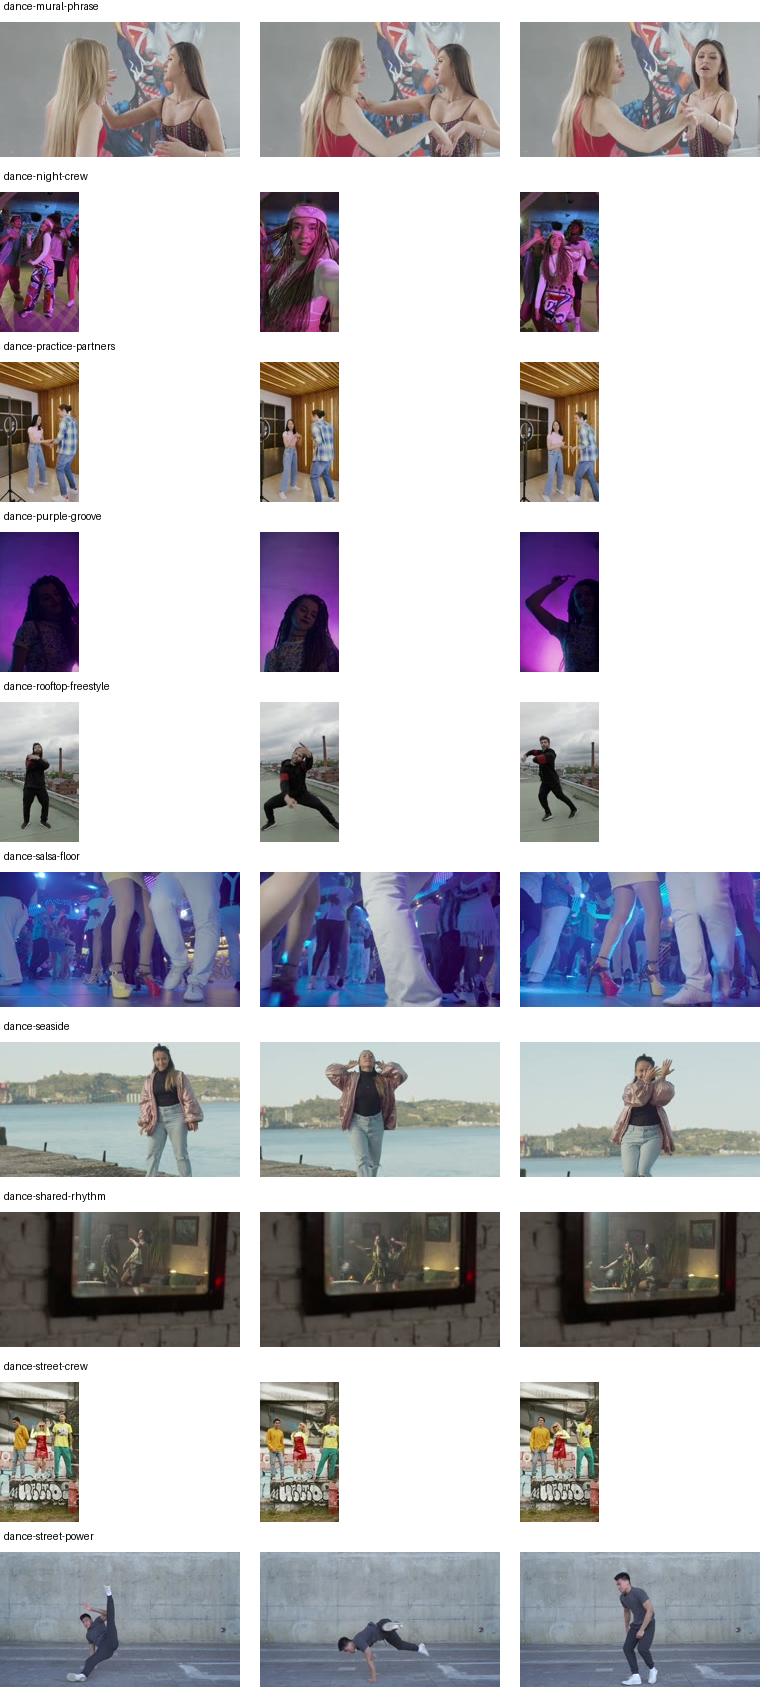 dance-mural-phrase
dance-night-crew
dance-practice-partners
dance-purple-groove
dance-rooftop-freestyle
dance-salsa-floor
dance-seaside
dance-shared-rhythm
dance-street-crew
dance-street-power